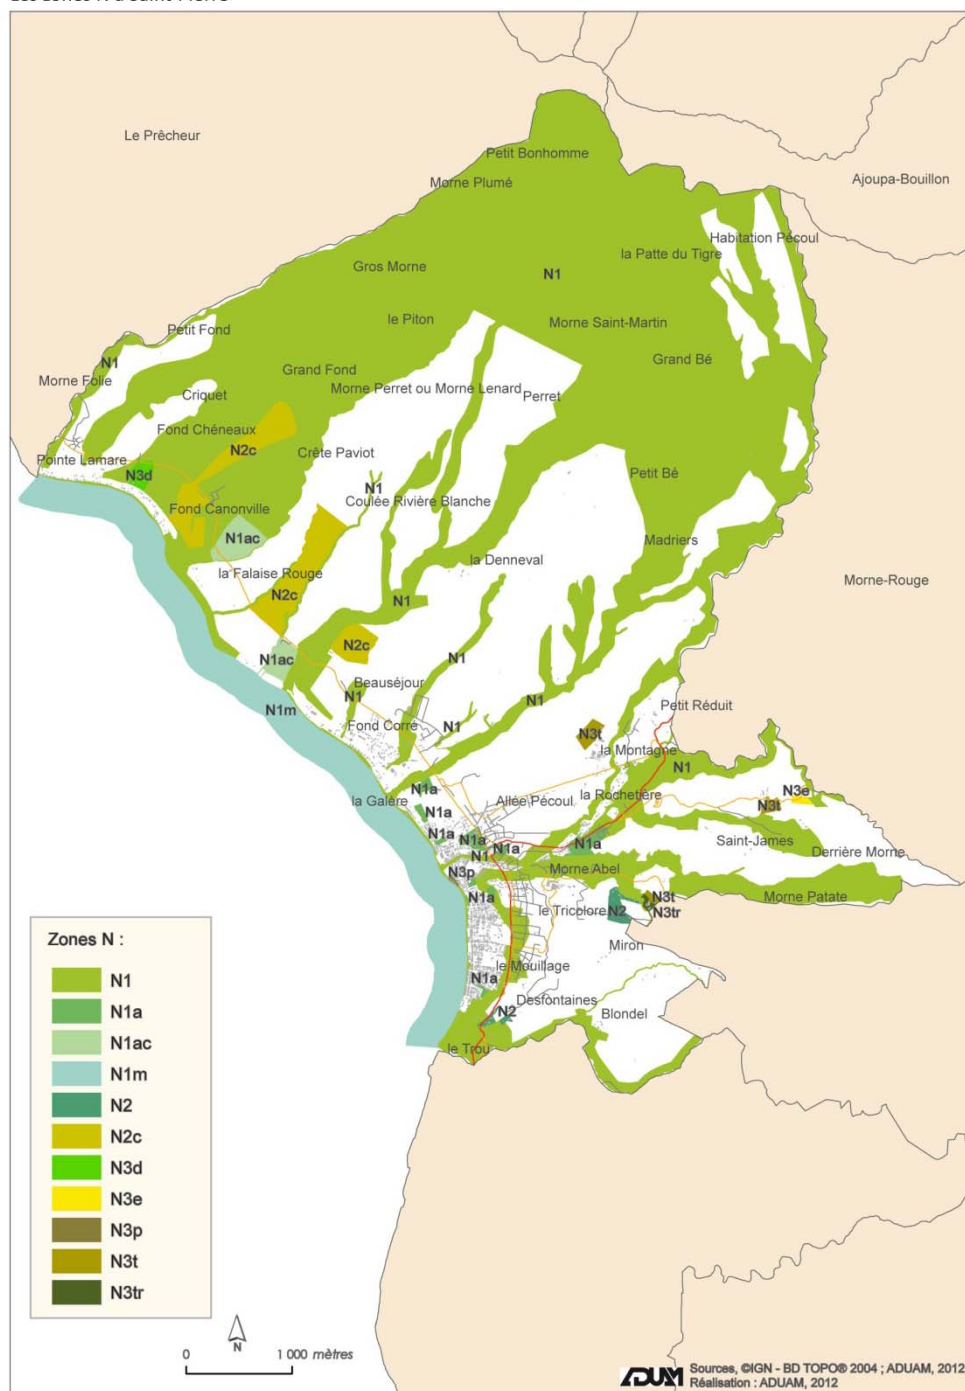 Les zones N à Saint-Pierre
Le Prêcheur
Petit Bonhomme
Morne Plumé
Ajoupa-Bouillon
Habitation Pécoul
la Patte du Tigre
Gros Morne
N1
le Piton
Morne Saint-Martin
Petit Fond
N1
Grand Bé
Morne Folie
Grand Fond
Criquet
Morne Perret ou Morne Lenard
Perret
Fond Chéneaux
N2c
Crête Paviot
Pointe Lamare
N3d
Petit Bé
N1
Fond Canonville
Coulée Rivière Blanche
N1ac
Madriers
la Denneval
la Falaise Rouge
Morne-Rouge
N2c
N1
N2c
N1ac
N1
Beauséjour
N1
N1
N1m
Petit Réduit
Fond Corré
N1
N3t
la Montagne
N1
N1a
la Rochetière
N3e
la Galère
Allée Pécoul
N3t
N1a
N1a
N1a
N1a
N1a
Saint-James
N1
Derrière Morne
N3p
Morne Abel
N1a
N3t
Morne Patate
le Tricolore
N2
N3tr
Miron
le Mouillage
N1a
Desfontaines
N2
Blondel
le Trou
Zones N :
N1
N1a
N1ac
N1m
N2
N2c
N3d
N3e
N3p
N3t
N3tr
N
0 1 000 mètres
ADUAM
Sources, ©IGN - BD TOPO® 2004 ; ADUAM, 2012
Réalisation : ADUAM, 2012